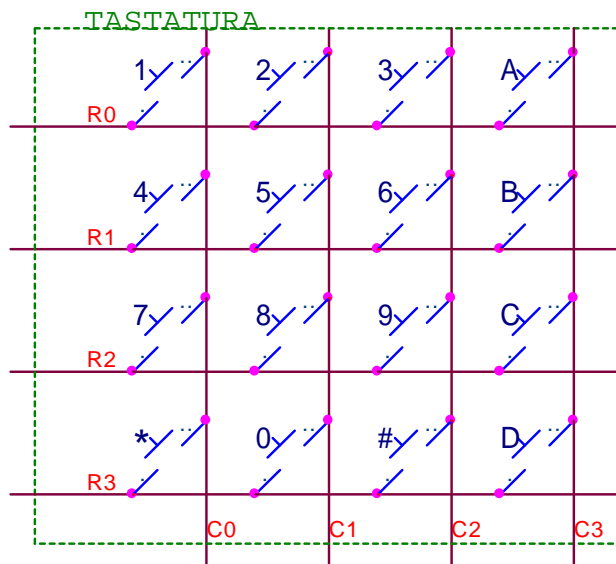 TASTATURA
1 2 3 A
R0
4 5 6 B
R1
7 8 9 C
R2
* 0 # D
R3
C0 C1 C2 C3